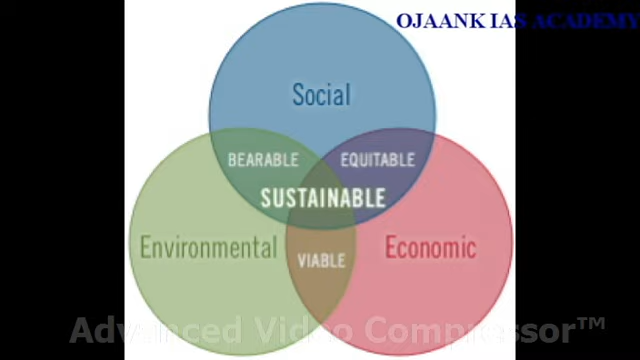 OJAANK IAS ACADEMY
Social
BEARABLE
EQUITABLE
SUSTAINABLE
Environmental
Economic
VIABLE
Advanced Video Compressor™